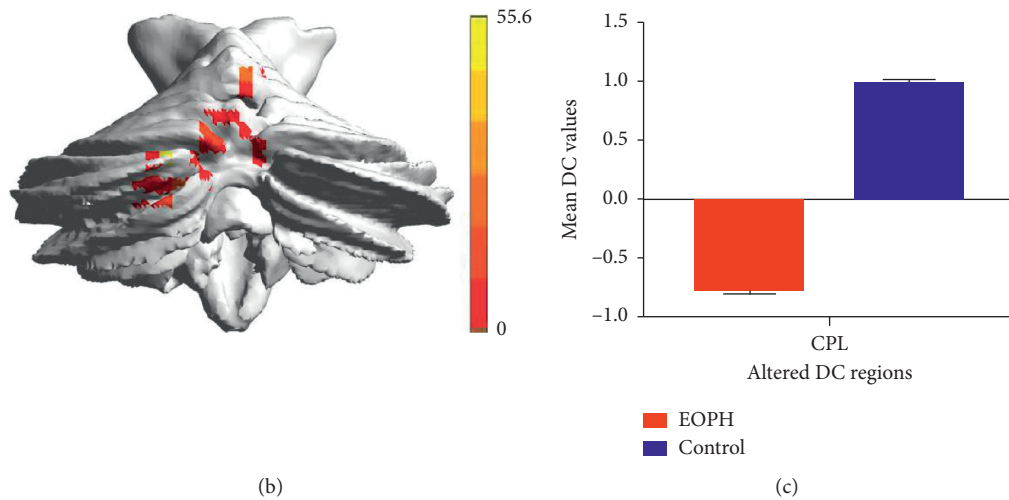 55.6
0
(b)
Mean DC values
1.5
1.0
0.5
0.0
–0.5
–1.0
CPL
Altered DC regions
EOPH
Control
(c)